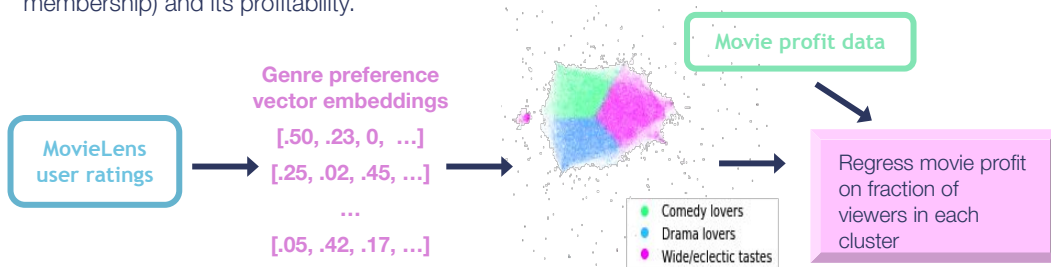 membership) and its profitability.
Movie profit data
Genre preference
vector embeddings
[.50, .23, 0, …]
[.25, .02, .45, …]
…
[.05, .42, .17, …]
MovieLens
user ratings
Comedy lovers
Drama lovers
Wide/eclectic tastes
Regress movie profit
on fraction of
viewers in each
cluster